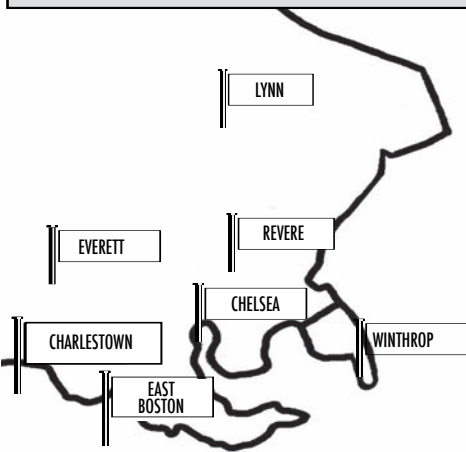 LYNN
REVERE
EVERETT
CHELSEA
CHARLESTOWN
WINTHROP
EAST
BOSTON